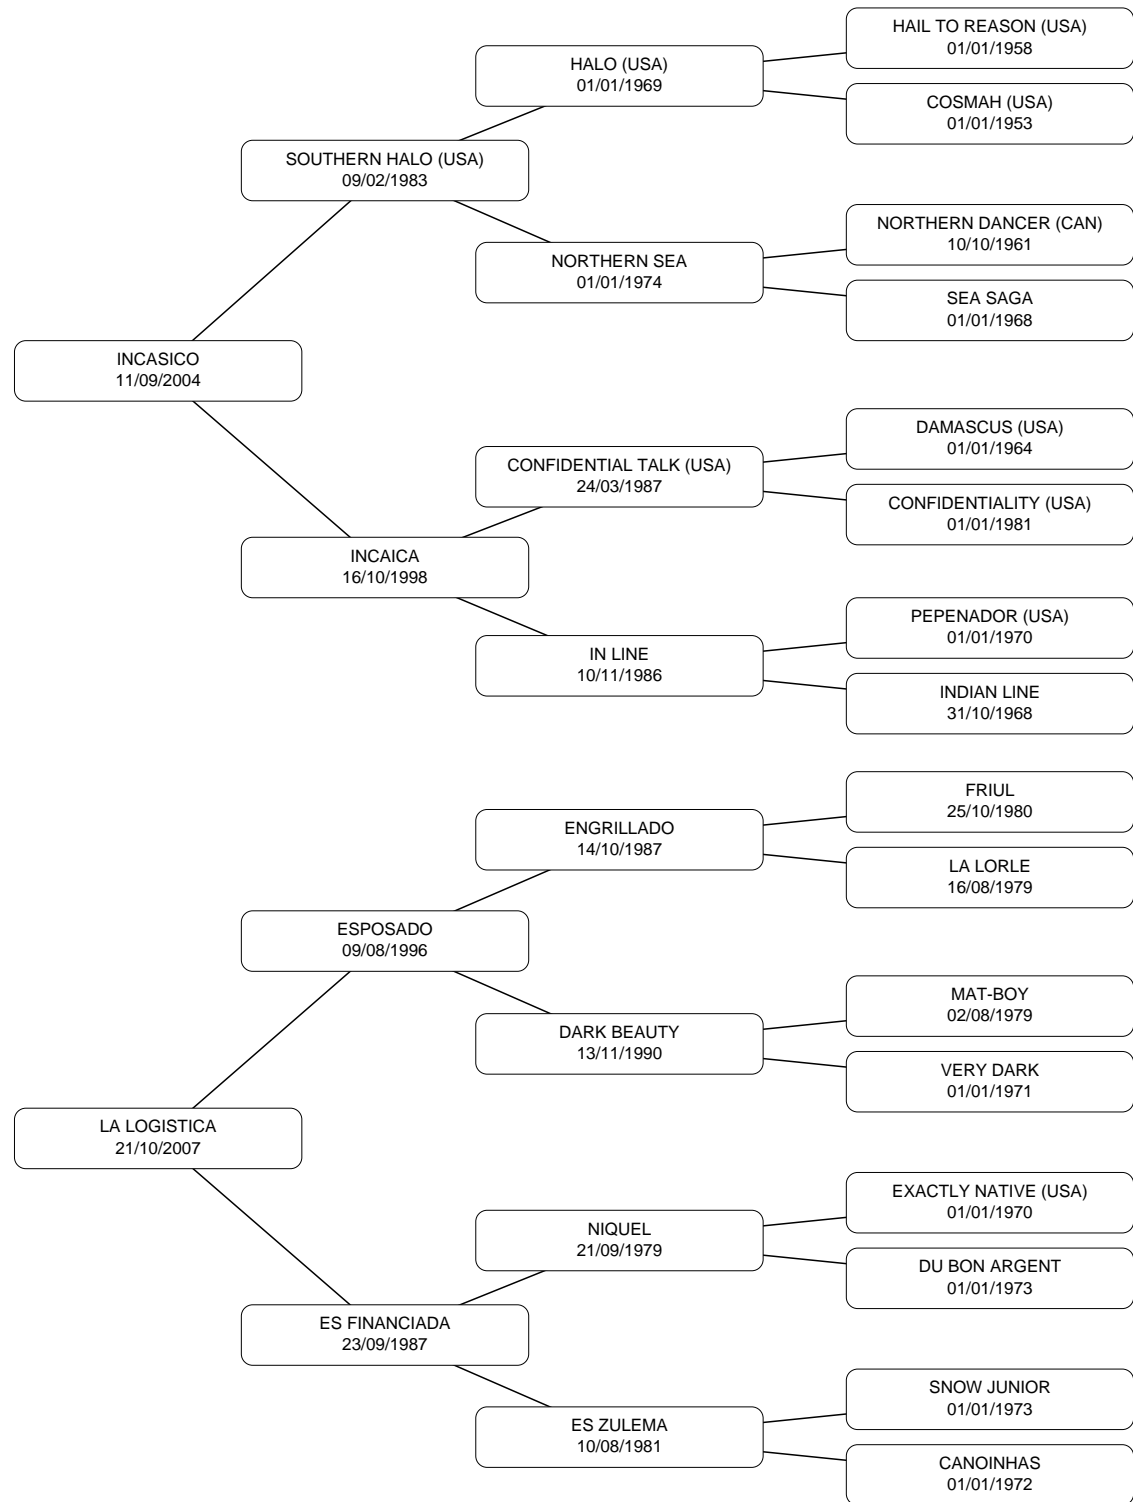 HAIL TO REASON (USA)
01/01/1958
HALO (USA)
01/01/1969
COSMAH (USA)
01/01/1953
SOUTHERN HALO (USA)
09/02/1983
NORTHERN DANCER (CAN)
10/10/1961
NORTHERN SEA
01/01/1974
SEA SAGA
01/01/1968
INCASICO
11/09/2004
DAMASCUS (USA)
01/01/1964
CONFIDENTIAL TALK (USA)
24/03/1987
CONFIDENTIALITY (USA)
01/01/1981
INCAICA
16/10/1998
PEPENADOR (USA)
01/01/1970
IN LINE
10/11/1986
INDIAN LINE
31/10/1968
FRIUL
25/10/1980
ENGRILLADO
14/10/1987
LA LORLE
16/08/1979
ESPOSADO
09/08/1996
MAT-BOY
02/08/1979
DARK BEAUTY
13/11/1990
VERY DARK
01/01/1971
LA LOGISTICA
21/10/2007
EXACTLY NATIVE (USA)
01/01/1970
NIQUEL
21/09/1979
DU BON ARGENT
01/01/1973
ES FINANCIADA
23/09/1987
SNOW JUNIOR
01/01/1973
ES ZULEMA
10/08/1981
CANOINHAS
01/01/1972